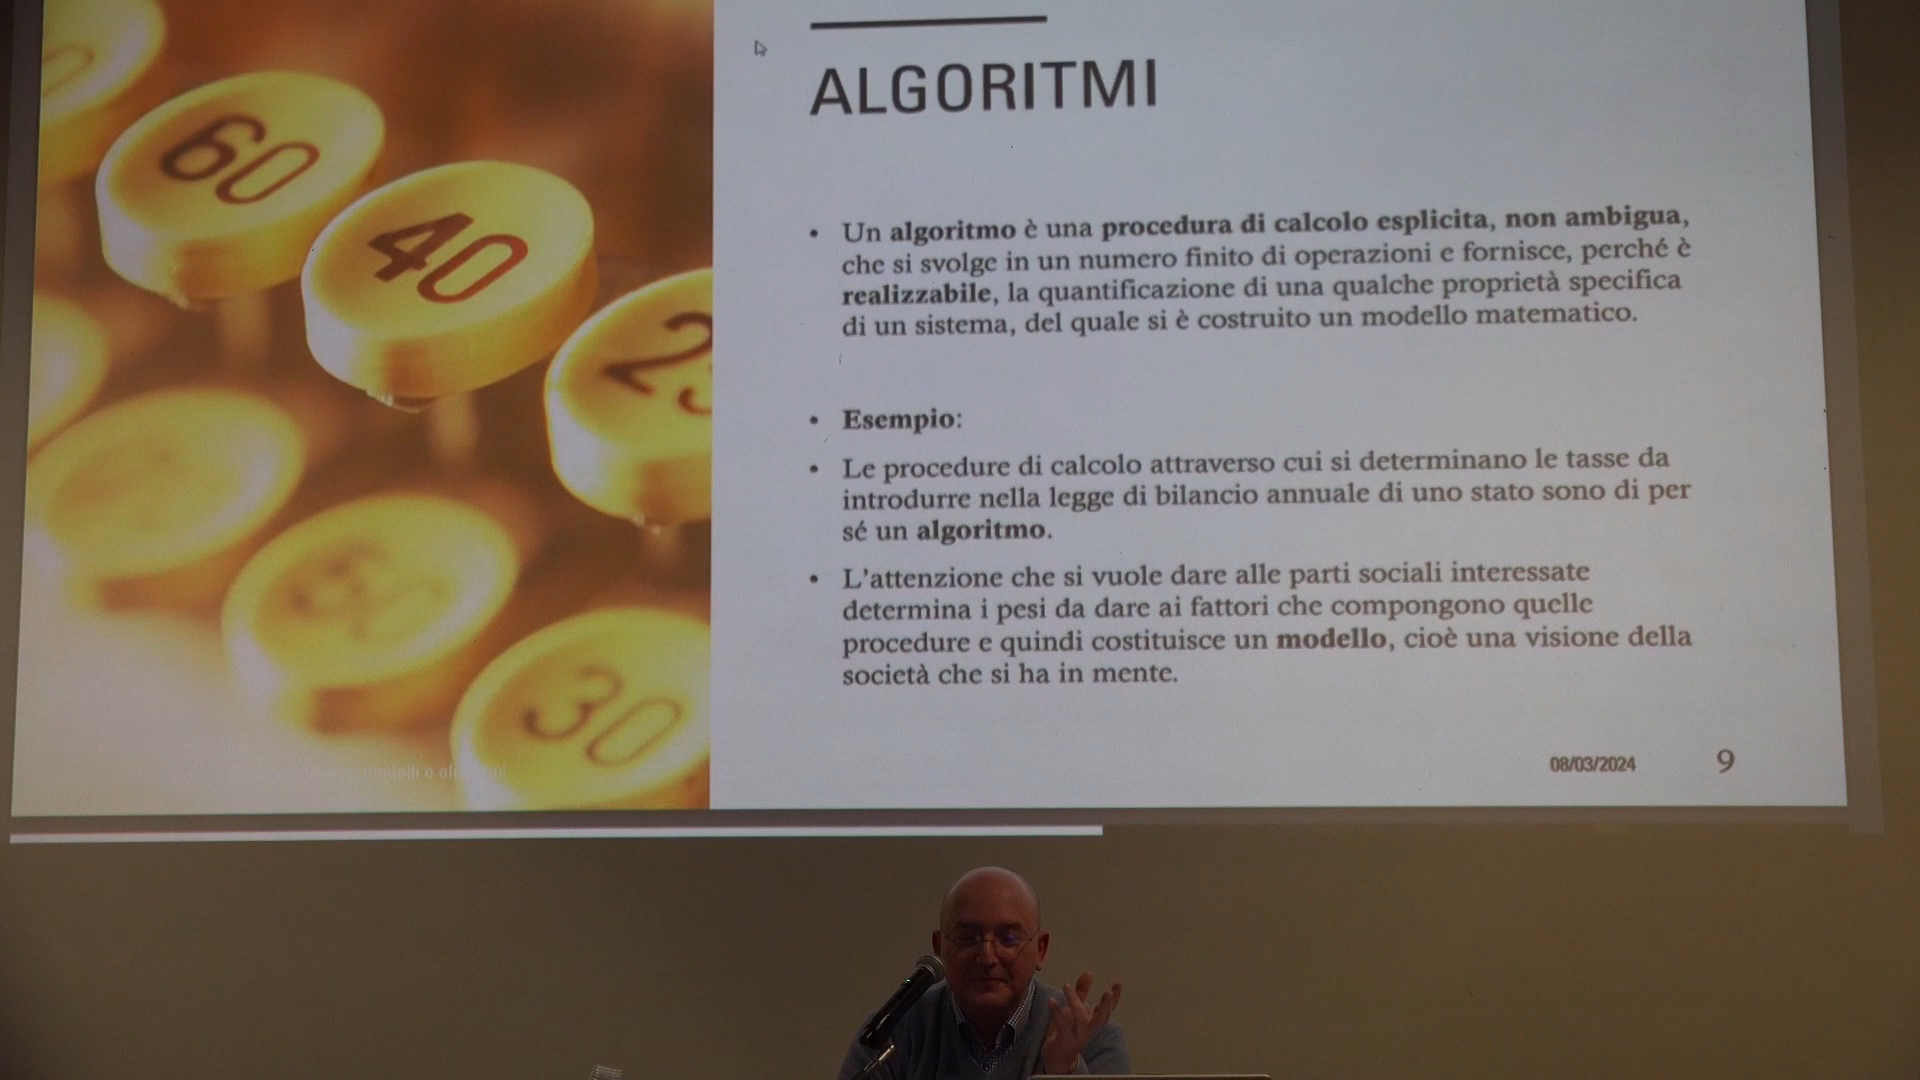 60
40
30
ALGORITMI
• Un algoritmo è una procedura di calcolo esplicita, non ambigua,
che si svolge in un numero finito di operazioni e fornisce, perché è
realizzabile, la quantificazione di una qualche proprietà specifica
di un sistema, del quale si è costruito un modello matematico.
• Esempio:
• Le procedure di calcolo attraverso cui si determinano le tasse da
introdurre nella legge di bilancio annuale di uno stato sono di per
sé un algoritmo.
• L'attenzione che si vuole dare alle parti sociali interessate
determina i pesi da dare ai fattori che compongono quelle
procedure e quindi costituisce un modello, cioè una visione della
società che si ha in mente.
08/03/2024
9